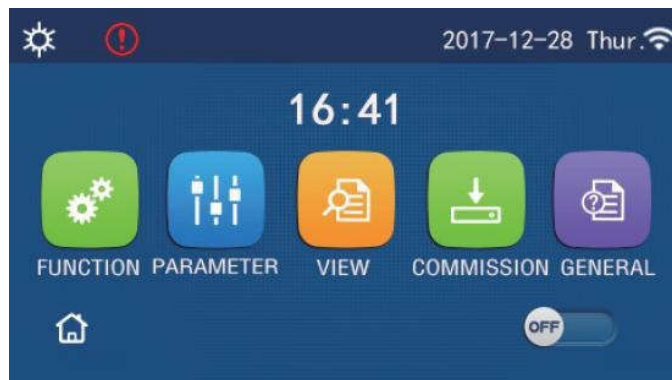 2017-12-28 Thur.
16:41
FUNCTION PARAMETER VIEW COMMISSION GENERAL
OFF